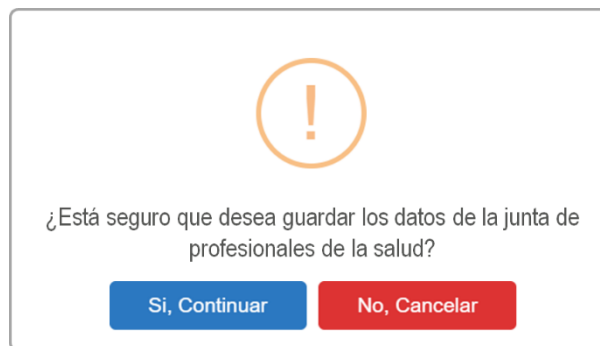 !
¿Está seguro que desea guardar los datos de la junta de
profesionales de la salud?
Si, Continuar
No, Cancelar